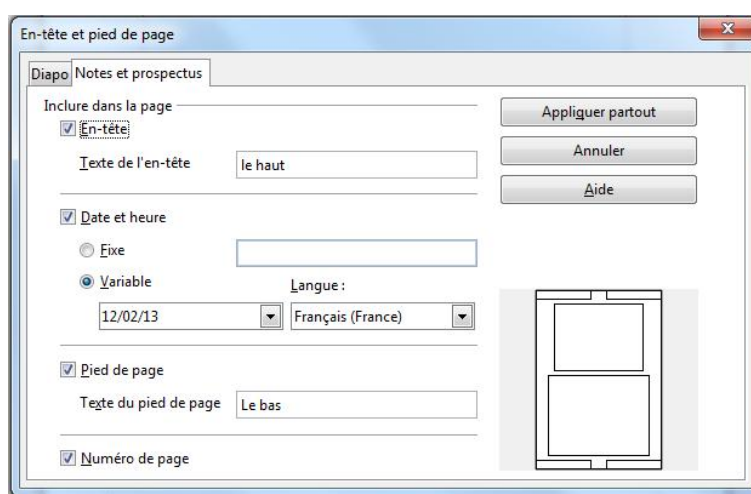 En-tête et pied de page
Diapo Notes et prospectus
Inclure dans la page
En-tête
Texte de l'en-tête le haut
Date et heure
Fixe
Variable Langue :
12/02/13 Français (France)
Pied de page
Texte du pied de page Le bas
Numéro de page
Appliquer partout
Annuler
Aide